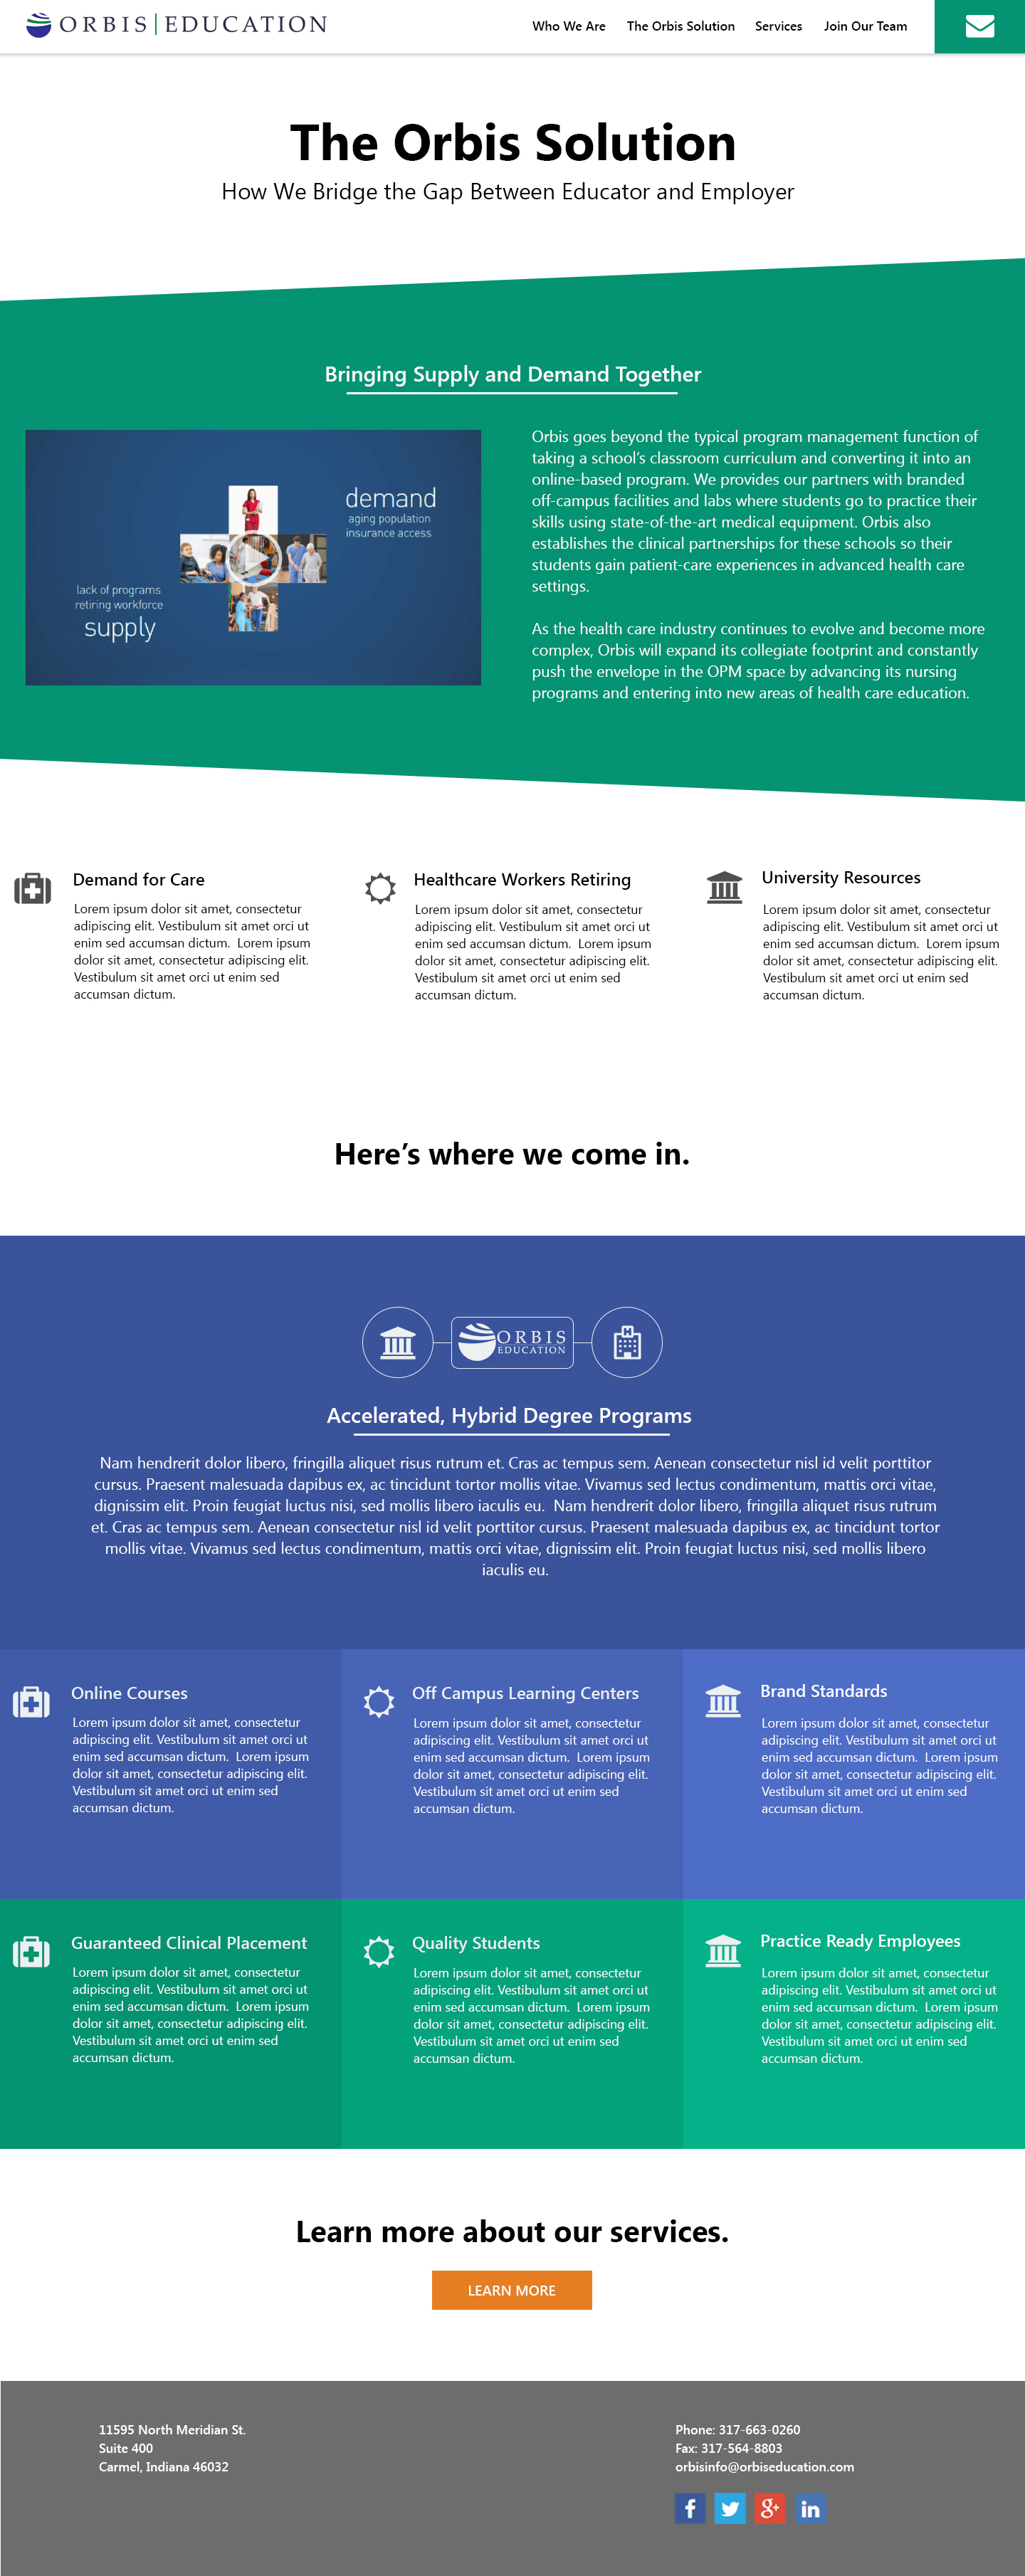 ORBIS | EDUCATION
Who We Are
The Orbis Solution
Services
Join Our Team
The Orbis Solution
How We Bridge the Gap Between Educator and Employer
Bringing Supply and Demand Together
demand
aging population
insurance access
lack of programs
retiring workforce
supply
Orbis goes beyond the typical program management function of
taking a school's classroom curriculum and converting it into an
online-based program. We provides our partners with branded
off-campus facilities and labs where students go to practice their
skills using state-of-the-art medical equipment. Orbis also
establishes the clinical partnerships for these schools so their
students gain patient-care experiences in advanced health care
settings.
As the health care industry continues to evolve and become more
complex, Orbis will expand its collegiate footprint and constantly
push the envelope in the OPM space by advancing its nursing
programs and entering into new areas of health care education.
Demand for Care
Lorem ipsum dolor sit amet, consectetur
adipiscing elit. Vestibulum sit amet orci ut
enim sed accumsan dictum.  Lorem ipsum
dolor sit amet, consectetur adipiscing elit.
Vestibulum sit amet orci ut enim sed
accumsan dictum.
Healthcare Workers Retiring
Lorem ipsum dolor sit amet, consectetur
adipiscing elit. Vestibulum sit amet orci ut
enim sed accumsan dictum.  Lorem ipsum
dolor sit amet, consectetur adipiscing elit.
Vestibulum sit amet orci ut enim sed
accumsan dictum.
University Resources
Lorem ipsum dolor sit amet, consectetur
adipiscing elit. Vestibulum sit amet orci ut
enim sed accumsan dictum.  Lorem ipsum
dolor sit amet, consectetur adipiscing elit.
Vestibulum sit amet orci ut enim sed
accumsan dictum.
Here's where we come in.
ORBIS
EDUCATION
Accelerated, Hybrid Degree Programs
Nam hendrerit dolor libero, fringilla aliquet risus rutrum et. Cras ac tempus sem. Aenean consectetur nisl id velit porttitor
cursus. Praesent malesuada dapibus ex, ac tincidunt tortor mollis vitae. Vivamus sed lectus condimentum, mattis orci vitae,
dignissim elit. Proin feugiat luctus nisi, sed mollis libero iaculis eu.  Nam hendrerit dolor libero, fringilla aliquet risus rutrum
et. Cras ac tempus sem. Aenean consectetur nisl id velit porttitor cursus. Praesent malesuada dapibus ex, ac tincidunt tortor
mollis vitae. Vivamus sed lectus condimentum, mattis orci vitae, dignissim elit. Proin feugiat luctus nisi, sed mollis libero
iaculis eu.
Online Courses
Lorem ipsum dolor sit amet, consectetur
adipiscing elit. Vestibulum sit amet orci ut
enim sed accumsan dictum.  Lorem ipsum
dolor sit amet, consectetur adipiscing elit.
Vestibulum sit amet orci ut enim sed
accumsan dictum.
Off Campus Learning Centers
Lorem ipsum dolor sit amet, consectetur
adipiscing elit. Vestibulum sit amet orci ut
enim sed accumsan dictum.  Lorem ipsum
dolor sit amet, consectetur adipiscing elit.
Vestibulum sit amet orci ut enim sed
accumsan dictum.
Brand Standards
Lorem ipsum dolor sit amet, consectetur
adipiscing elit. Vestibulum sit amet orci ut
enim sed accumsan dictum.  Lorem ipsum
dolor sit amet, consectetur adipiscing elit.
Vestibulum sit amet orci ut enim sed
accumsan dictum.
Guaranteed Clinical Placement
Lorem ipsum dolor sit amet, consectetur
adipiscing elit. Vestibulum sit amet orci ut
enim sed accumsan dictum.  Lorem ipsum
dolor sit amet, consectetur adipiscing elit.
Vestibulum sit amet orci ut enim sed
accumsan dictum.
Quality Students
Lorem ipsum dolor sit amet, consectetur
adipiscing elit. Vestibulum sit amet orci ut
enim sed accumsan dictum.  Lorem ipsum
dolor sit amet, consectetur adipiscing elit.
Vestibulum sit amet orci ut enim sed
accumsan dictum.
Practice Ready Employees
Lorem ipsum dolor sit amet, consectetur
adipiscing elit. Vestibulum sit amet orci ut
enim sed accumsan dictum.  Lorem ipsum
dolor sit amet, consectetur adipiscing elit.
Vestibulum sit amet orci ut enim sed
accumsan dictum.
Learn more about our services.
LEARN MORE
11595 North Meridian St.
Suite 400
Carmel, Indiana 46032
Phone: 317-663-0260
Fax: 317-564-8803
orbisinfo@orbiseducation.com